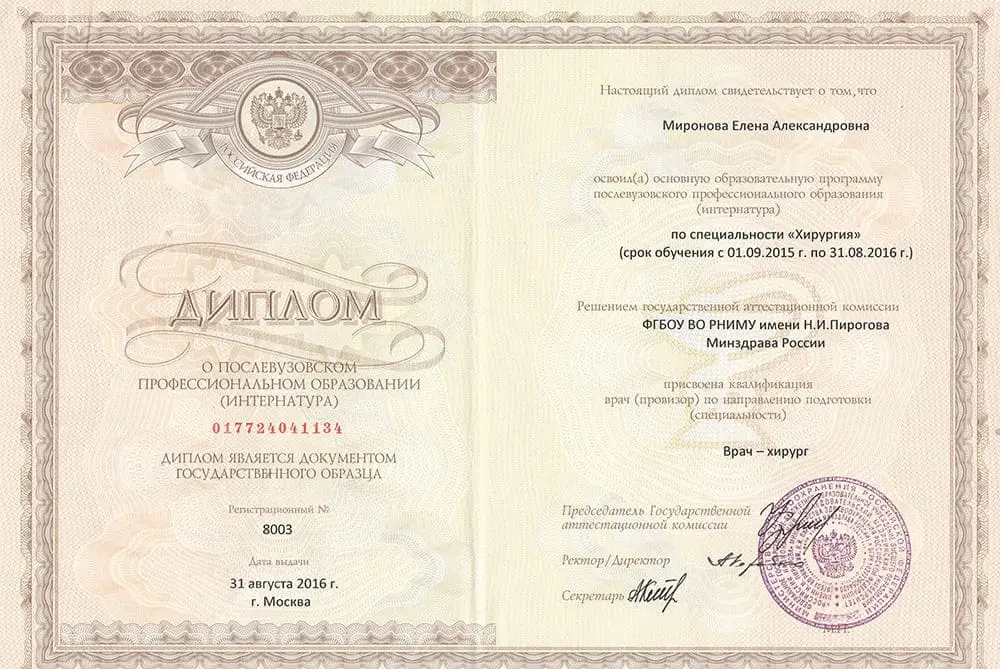 РОССИЙСКАЯ ФЕДЕРАЦИЯ
ДИПЛОМ
О ПОСЛЕВУЗОВСКОМ
ПРОФЕССИОНАЛЬНОМ ОБРАЗОВАНИИ
(ИНТЕРНАТУРА)
017724041134
ДИПЛОМ ЯВЛЯЕТСЯ ДОКУМЕНТОМ
ГОСУДАРСТВЕННОГО ОБРАЗЦА
Регистрационный №
8003
Дата выдачи
31 августа 2016 г.
г. Москва
Настоящий диплом свидетельствует о том, что
Миронова Елена Александровна
освоил(а) основную образовательную программу
послевузовского профессионального образования
(интернатура)
по специальности «Хирургия»
(срок обучения с 01.09.2015 г. по 31.08.2016 г.)
Решением государственной аттестационной комиссии
ФГБОУ ВО РНИМУ имени Н.И.Пирогова
Минздрава России
присвоена квалификация
врач (провизор) по направлению подготовки
(специальности)
Врач – хирург
Председатель Государственной
аттестационной комиссии
Ректор/Директор
Секретарь
М.П.